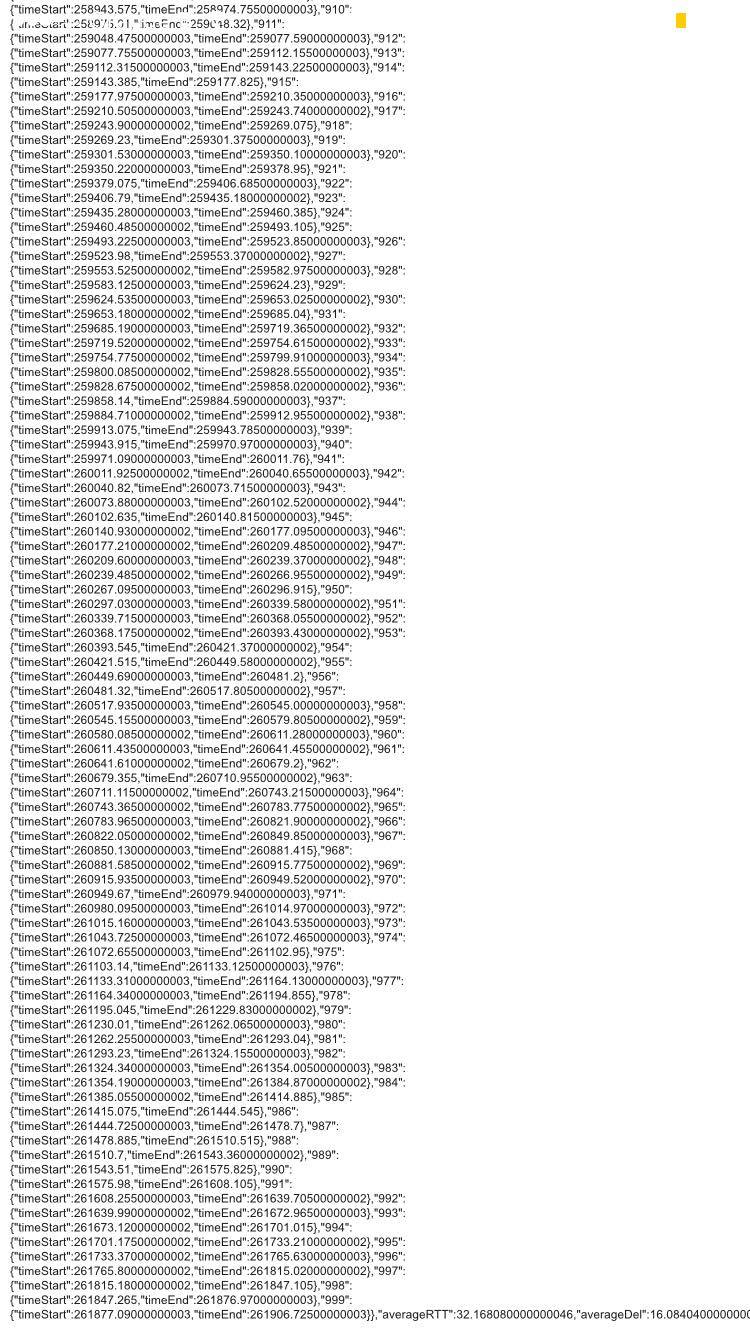 {"timeStart":258943.575,"timeEnd":258974.75500000003},"910":
{"timeStart":258975.01,"timeEnd":259048.32},"911":
{"timeStart":259048.47500000003,"timeEnd":259077.59000000003},"912":
{"timeStart":259077.75500000003,"timeEnd":259112.15500000003},"913":
{"timeStart":259112.31500000003,"timeEnd":259143.22500000003},"914":
{"timeStart":259143.385,"timeEnd":259177.825},"915":
{"timeStart":259177.97500000003,"timeEnd":259210.35000000003},"916":
{"timeStart":259210.50500000003,"timeEnd":259243.74000000002},"917":
{"timeStart":259243.90000000002,"timeEnd":259269.075},"918":
{"timeStart":259269.23,"timeEnd":259301.37500000003},"919":
{"timeStart":259301.53000000003,"timeEnd":259350.10000000003},"920":
{"timeStart":259350.22000000003,"timeEnd":259378.95},"921":
{"timeStart":259379.075,"timeEnd":259406.68500000003},"922":
{"timeStart":259406.79,"timeEnd":259435.18000000002},"923":
{"timeStart":259435.28000000003,"timeEnd":259460.385},"924":
{"timeStart":259460.48500000002,"timeEnd":259493.105},"925":
{"timeStart":259493.22500000003,"timeEnd":259523.85000000003},"926":
{"timeStart":259523.98,"timeEnd":259553.37000000002},"927":
{"timeStart":259553.52500000002,"timeEnd":259582.97500000003},"928":
{"timeStart":259583.12500000003,"timeEnd":259624.23},"929":
{"timeStart":259624.53500000003,"timeEnd":259653.02500000002},"930":
{"timeStart":259653.18000000002,"timeEnd":259685.04},"931":
{"timeStart":259685.19000000003,"timeEnd":259719.36500000002},"932":
{"timeStart":259719.52000000002,"timeEnd":259754.61500000002},"933":
{"timeStart":259754.77500000002,"timeEnd":259799.91000000003},"934":
{"timeStart":259800.08500000002,"timeEnd":259828.55500000002},"935":
{"timeStart":259828.67500000002,"timeEnd":259858.02000000002},"936":
{"timeStart":259858.14,"timeEnd":259884.59000000003},"937":
{"timeStart":259884.71000000002,"timeEnd":259912.95500000002},"938":
{"timeStart":259913.075,"timeEnd":259943.78500000003},"939":
{"timeStart":259943.915,"timeEnd":259970.97000000003},"940":
{"timeStart":259971.09000000003,"timeEnd":260011.76},"941":
{"timeStart":260011.92500000002,"timeEnd":260040.65500000003},"942":
{"timeStart":260040.82,"timeEnd":260073.71500000003},"943":
{"timeStart":260073.88000000003,"timeEnd":260102.52000000002},"944":
{"timeStart":260102.635,"timeEnd":260140.81500000003},"945":
{"timeStart":260140.93000000002,"timeEnd":260177.09500000003},"946":
{"timeStart":260177.21000000002,"timeEnd":260209.48500000002},"947":
{"timeStart":260209.60000000003,"timeEnd":260239.37000000002},"948":
{"timeStart":260239.48500000002,"timeEnd":260266.95500000002},"949":
{"timeStart":260267.09500000003,"timeEnd":260296.915},"950":
{"timeStart":260297.03000000003,"timeEnd":260339.58000000002},"951":
{"timeStart":260339.71500000003,"timeEnd":260368.05500000002},"952":
{"timeStart":260368.17500000002,"timeEnd":260393.43000000002},"953":
{"timeStart":260393.545,"timeEnd":260421.37000000002},"954":
{"timeStart":260421.515,"timeEnd":260449.58000000002},"955":
{"timeStart":260449.69000000003,"timeEnd":260481.2},"956":
{"timeStart":260481.32,"timeEnd":260517.80500000002},"957":
{"timeStart":260517.93500000003,"timeEnd":260545.00000000003},"958":
{"timeStart":260545.15500000003,"timeEnd":260579.80500000002},"959":
{"timeStart":260580.08500000002,"timeEnd":260611.28000000003},"960":
{"timeStart":260611.43500000003,"timeEnd":260641.45500000002},"961":
{"timeStart":260641.61000000002,"timeEnd":260679.2},"962":
{"timeStart":260679.355,"timeEnd":260710.95500000002},"963":
{"timeStart":260711.11500000002,"timeEnd":260743.21500000003},"964":
{"timeStart":260743.36500000002,"timeEnd":260783.77500000002},"965":
{"timeStart":260783.96500000003,"timeEnd":260821.90000000002},"966":
{"timeStart":260822.05000000002,"timeEnd":260849.85000000003},"967":
{"timeStart":260850.13000000003,"timeEnd":260881.415},"968":
{"timeStart":260881.58500000002,"timeEnd":260915.77500000002},"969":
{"timeStart":260915.93500000003,"timeEnd":260949.52000000002},"970":
{"timeStart":260949.67,"timeEnd":260979.94000000003},"971":
{"timeStart":260980.09500000003,"timeEnd":261014.97000000003},"972":
{"timeStart":261015.16000000003,"timeEnd":261043.53500000003},"973":
{"timeStart":261043.72500000003,"timeEnd":261072.46500000003},"974":
{"timeStart":261072.65500000003,"timeEnd":261102.95},"975":
{"timeStart":261103.14,"timeEnd":261133.12500000003},"976":
{"timeStart":261133.31000000003,"timeEnd":261164.13000000003},"977":
{"timeStart":261164.34000000003,"timeEnd":261194.855},"978":
{"timeStart":261195.045,"timeEnd":261229.83000000002},"979":
{"timeStart":261230.01,"timeEnd":261262.06500000003},"980":
{"timeStart":261262.25500000003,"timeEnd":261293.04},"981":
{"timeStart":261293.23,"timeEnd":261324.15500000003},"982":
{"timeStart":261324.34000000003,"timeEnd":261354.00500000003},"983":
{"timeStart":261354.19000000003,"timeEnd":261384.87000000002},"984":
{"timeStart":261385.05500000002,"timeEnd":261414.885},"985":
{"timeStart":261415.075,"timeEnd":261444.545},"986":
{"timeStart":261444.72500000003,"timeEnd":261478.7},"987":
{"timeStart":261478.885,"timeEnd":261510.515},"988":
{"timeStart":261510.7,"timeEnd":261543.36000000002},"989":
{"timeStart":261543.51,"timeEnd":261575.825},"990":
{"timeStart":261575.98,"timeEnd":261608.105},"991":
{"timeStart":261608.25500000003,"timeEnd":261639.70500000002},"992":
{"timeStart":261639.99000000002,"timeEnd":261672.96500000003},"993":
{"timeStart":261673.12000000002,"timeEnd":261701.015},"994":
{"timeStart":261701.17500000002,"timeEnd":261733.21000000002},"995":
{"timeStart":261733.37000000002,"timeEnd":261765.63000000003},"996":
{"timeStart":261765.80000000002,"timeEnd":261815.02000000002},"997":
{"timeStart":261815.18000000002,"timeEnd":261847.105},"998":
{"timeStart":261847.265,"timeEnd":261876.97000000003},"999":
{"timeStart":261877.09000000003,"timeEnd":261906.72500000003}},"averageRTT":32.168080000000046,"averageDel":16.0840400000000